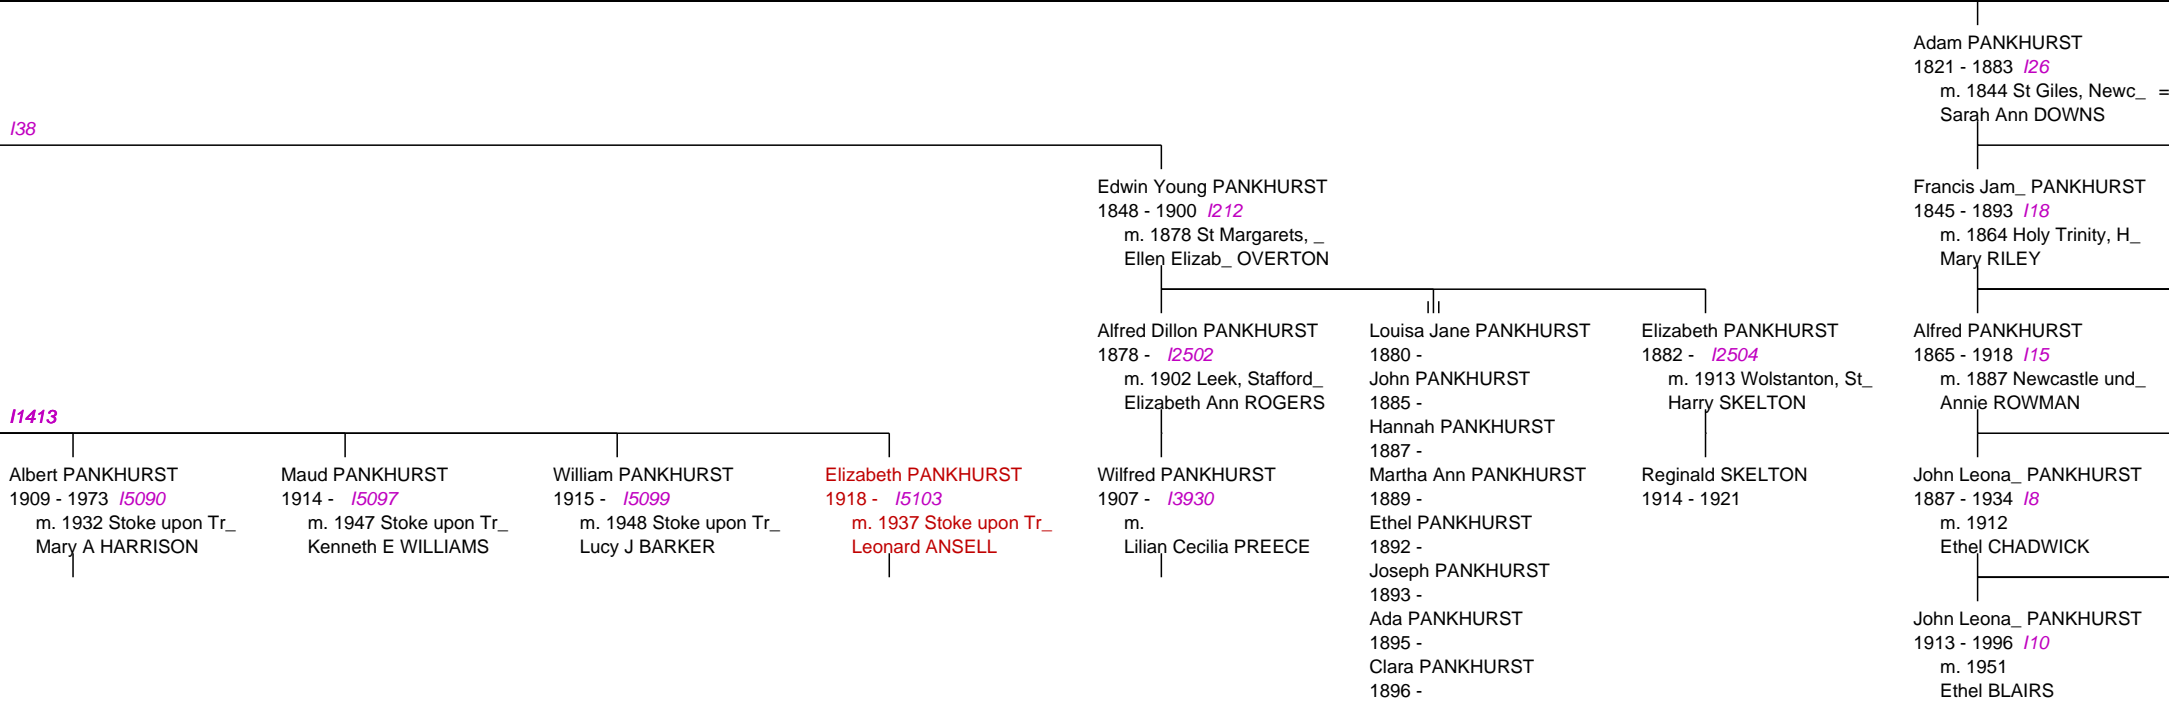 Adam PANKHURST
1821 - 1883 I26
m. 1844 St Giles, Newc_ =
Sarah Ann DOWNS
I38
Edwin Young PANKHURST
1848 - 1900 I212
m. 1878 St Margarets, _
Ellen Elizab_ OVERTON
Francis Jam_ PANKHURST
1845 - 1893 I18
m. 1864 Holy Trinity, H_
Mary RILEY
Alfred Dillon PANKHURST
1878 - I2502
m. 1902 Leek, Stafford_
Elizabeth Ann ROGERS
Louisa Jane PANKHURST
1880 -
John PANKHURST
1885 -
Hannah PANKHURST
1887 -
Martha Ann PANKHURST
1889 -
Ethel PANKHURST
1892 -
Joseph PANKHURST
1893 -
Ada PANKHURST
1895 -
Clara PANKHURST
1896 -
Elizabeth PANKHURST
1882 - I2504
m. 1913 Wolstanton, St_
Harry SKELTON
Alfred PANKHURST
1865 - 1918 I15
m. 1887 Newcastle und_
Annie ROWMAN
I1413
Albert PANKHURST
1909 - 1973 I5090
m. 1932 Stoke upon Tr_
Mary A HARRISON
Maud PANKHURST
1914 - I5097
m. 1947 Stoke upon Tr_
Kenneth E WILLIAMS
William PANKHURST
1915 - I5099
m. 1948 Stoke upon Tr_
Lucy J BARKER
Elizabeth PANKHURST
1918 - I5103
m. 1937 Stoke upon Tr_
Leonard ANSELL
Wilfred PANKHURST
1907 - I3930
m.
Lilian Cecilia PREECE
Reginald SKELTON
1914 - 1921
John Leona_ PANKHURST
1887 - 1934 I8
m. 1912
Ethel CHADWICK
John Leona_ PANKHURST
1913 - 1996 I10
m. 1951
Ethel BLAIRS